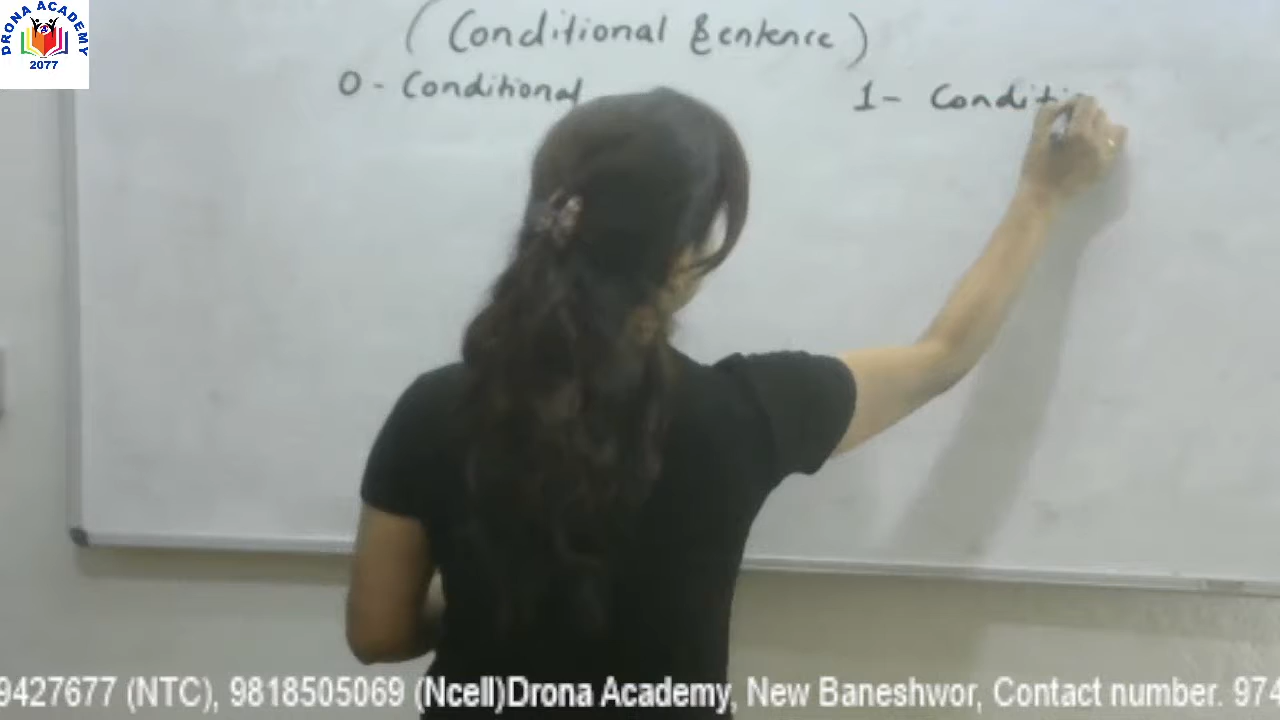 DRONA ACADEMY
2077
(Conditional Sentence)
0 - Conditional
1- Conditi
9427677 (NTC), 9818505069 (Ncell)Drona Academy, New Baneshwor, Contact number. 974